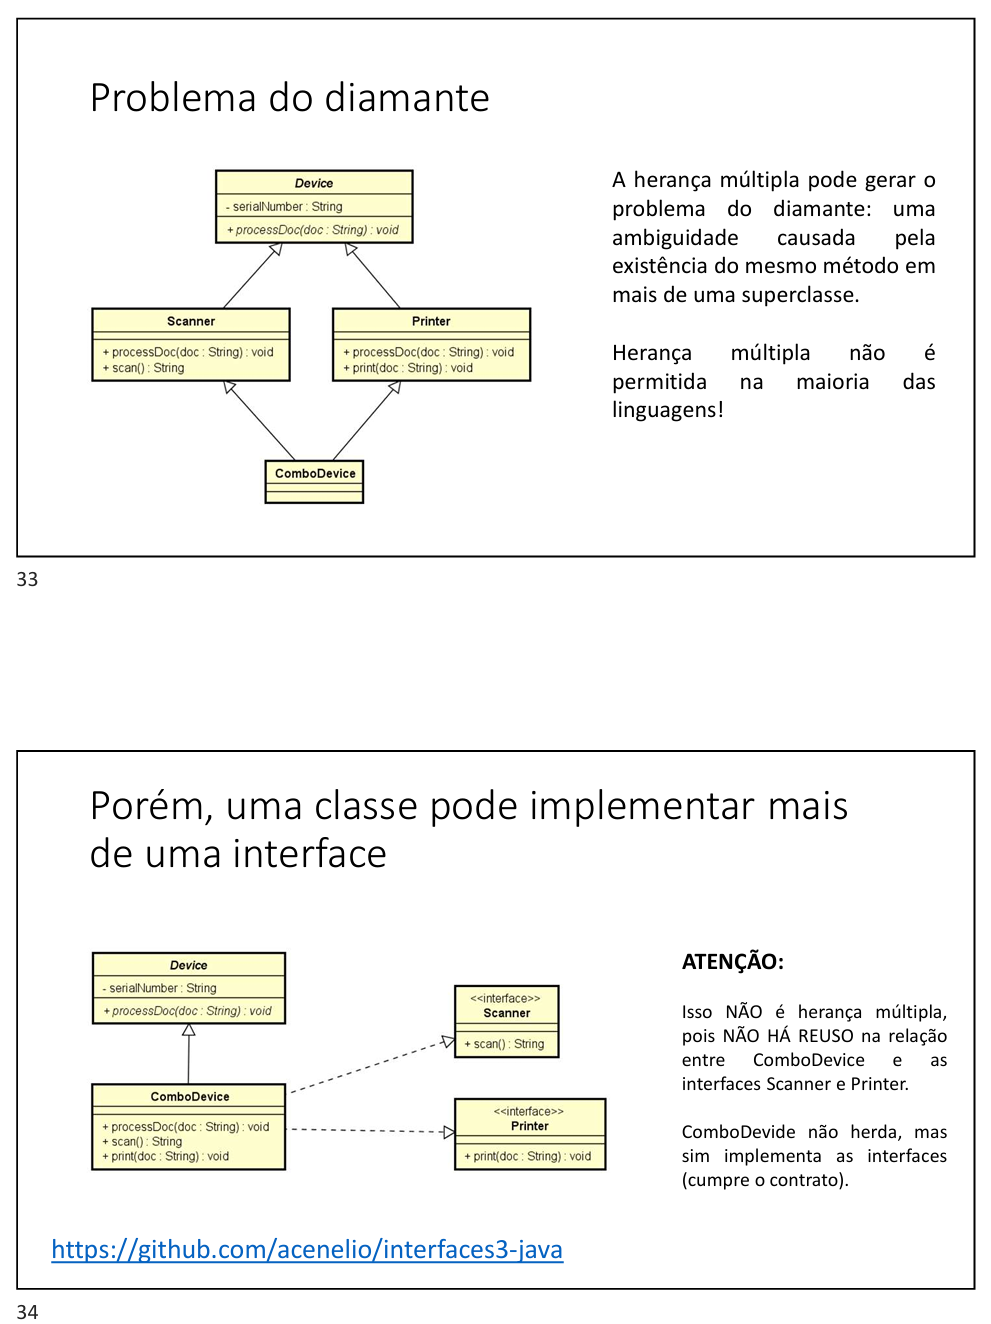 Problema do diamante
Device
- serialNumber : String
+ processDoc(doc : String) : void
Scanner
+ processDoc(doc : String) : void
+ scan() : String
Printer
+ processDoc(doc : String) : void
+ print(doc : String) : void
ComboDevice
A herança múltipla pode gerar o
problema do diamante: uma
ambiguidade causada pela
existência do mesmo método em
mais de uma superclasse.
Herança múltipla não é
permitida na maioria das
linguagens!
33
Porém, uma classe pode implementar mais
de uma interface
Device
- serialNumber : String
+ processDoc(doc : String) : void
ComboDevice
+ processDoc(doc : String) : void
+ scan() : String
+ print(doc : String) : void
<<interface>>
Scanner
+ scan() : String
<<interface>>
Printer
+ print(doc : String) : void
ATENÇÃO:
Isso NÃO é herança múltipla,
pois NÃO HÁ REUSO na relação
entre ComboDevice e as
interfaces Scanner e Printer.
ComboDevide não herda, mas
sim implementa as interfaces
(cumpre o contrato).
https://github.com/acenelio/interfaces3-java
34